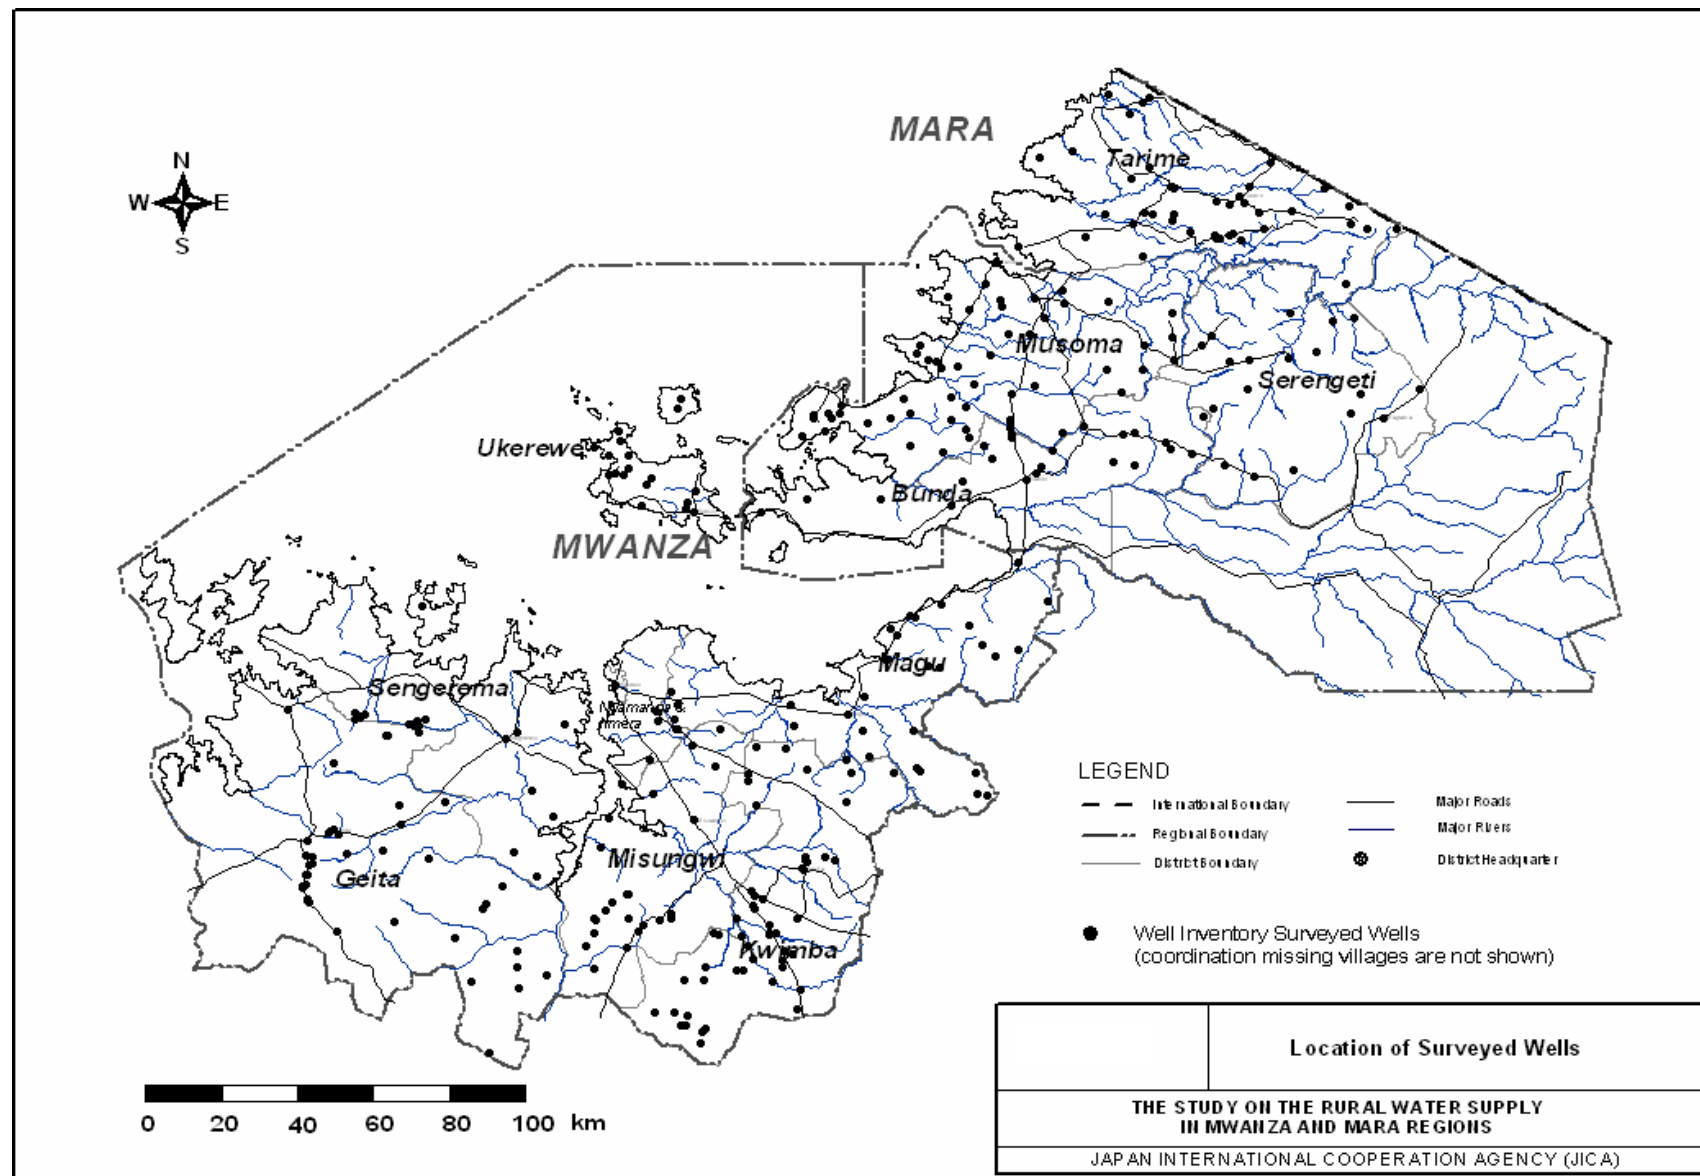 MARA
N
W E
S
Tarime
Musoma
Serengeti
Ukerewe
Bunda
MWANZA
Magu
Sengerema
Misungwi
Geita
Kwimba
LEGEND
International Boundary
Major Roads
Regional Boundary
Major Rivers
District Boundary
District Headquarter
Well Inventory Surveyed Wells
(coordination missing villages are not shown)
0 20 40 60 80 100 km
Location of Surveyed Wells
THE STUDY ON THE RURAL WATER SUPPLY
IN MWANZA AND MARA REGIONS
JAPAN INTERNATIONAL COOPERATION AGENCY (JICA)